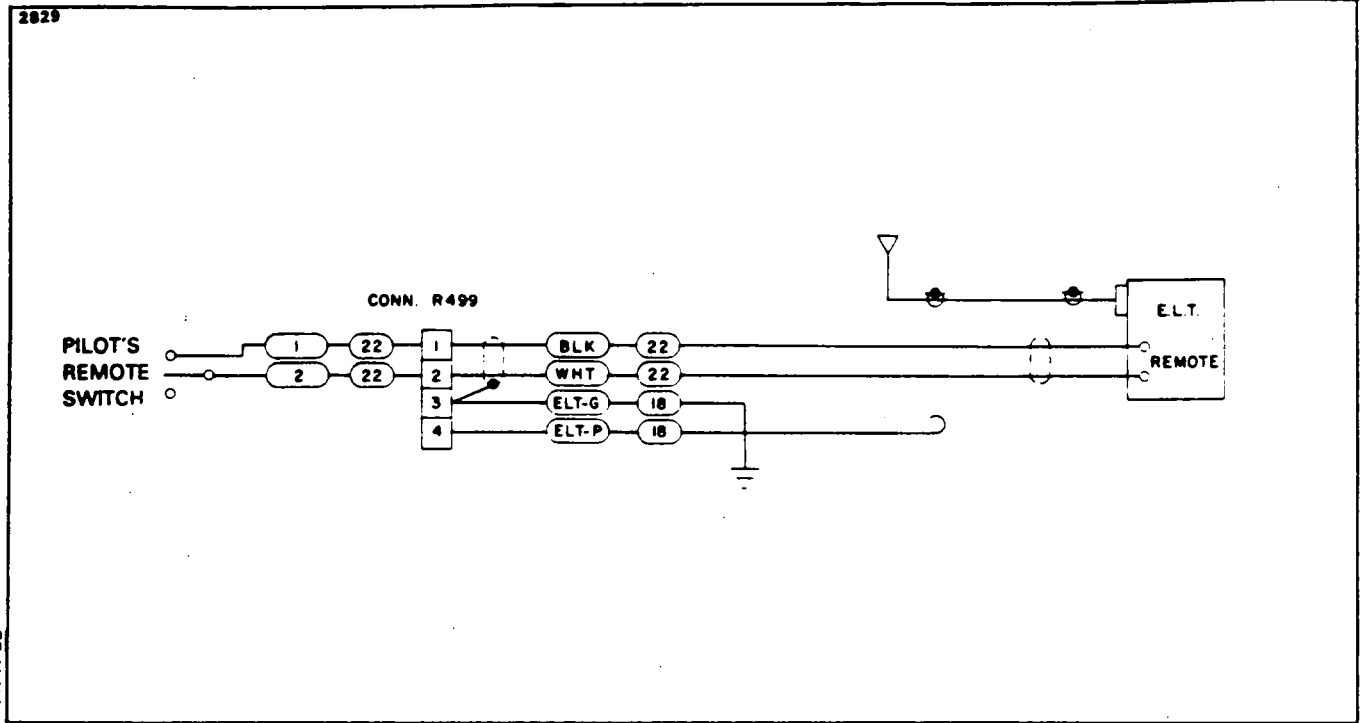 2829
CONN. R499
E.L.T.
PILOT'S
REMOTE
SWITCH
1 22 1 BLK 22
2 22 2 WHT 22
REMOTE
3 ELT-G 18
4 ELT-P 18